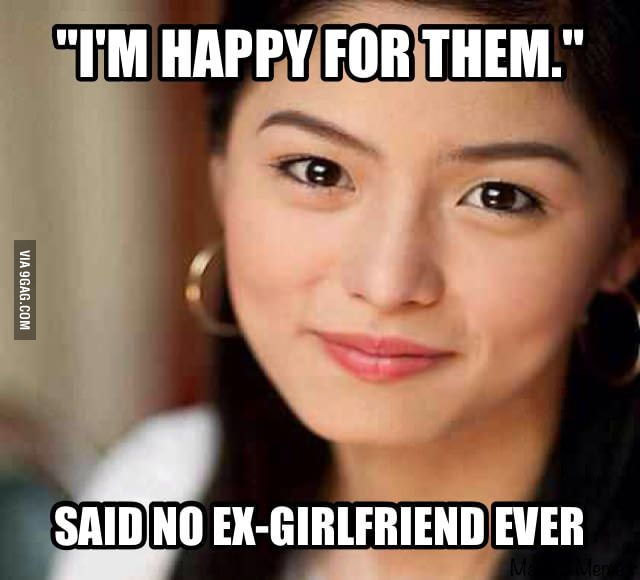 "I'M HAPPY FOR THEM."
VIA 9GAG.COM
SAID NO EX-GIRLFRIEND EVER